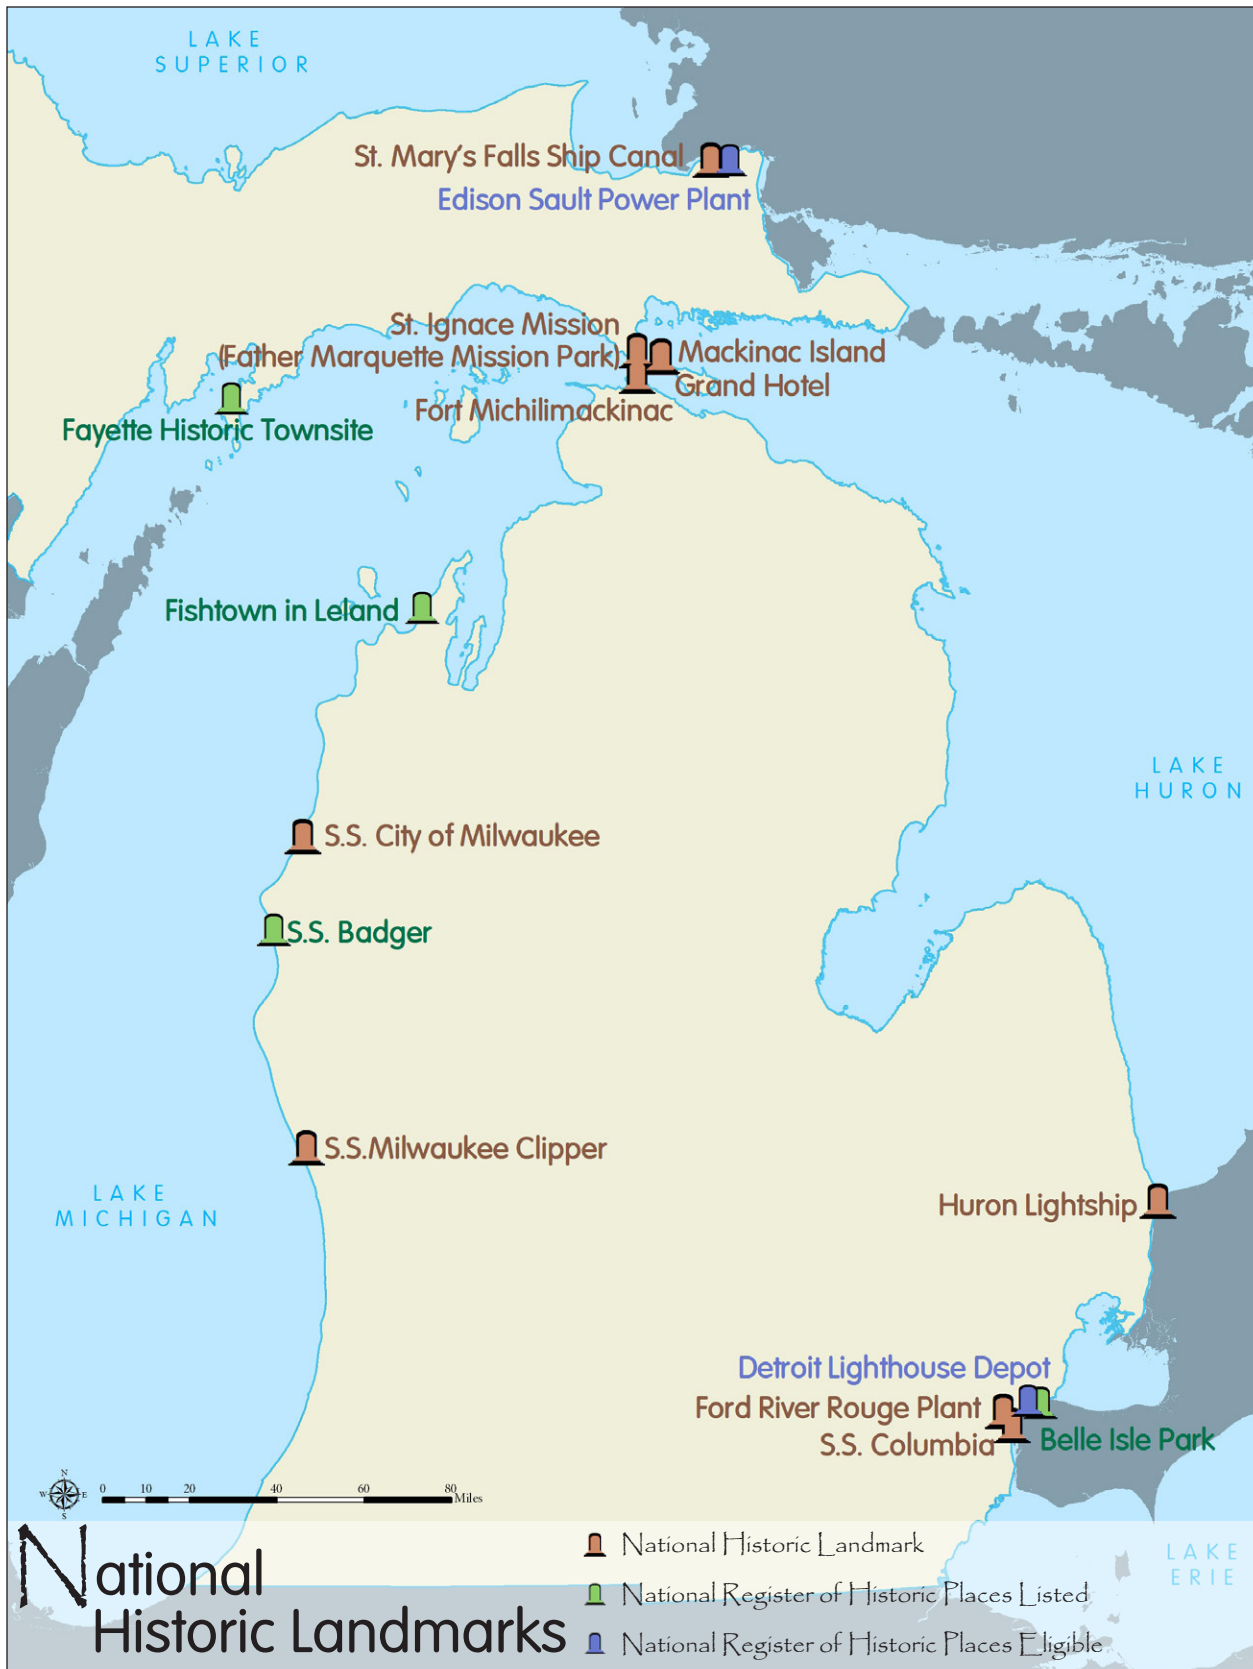 LAKE
SUPERIOR
St. Mary's Falls Ship Canal
Edison Sault Power Plant
St. Ignace Mission
(Father Marquette Mission Park)
Mackinac Island
Grand Hotel
Fort Michilimackinac
Fayette Historic Townsite
Fishtown in Leland
LAKE
HURON
S.S. City of Milwaukee
S.S. Badger
S.S.Milwaukee Clipper
LAKE
MICHIGAN
Huron Lightship
Detroit Lighthouse Depot
Ford River Rouge Plant
S.S. Columbia
Belle Isle Park
N
W E
S
0 10 20 40 60 80
Miles
National
Historic Landmarks
National Historic Landmark
National Register of Historic Places Listed
National Register of Historic Places Eligible
LAKE
ERIE